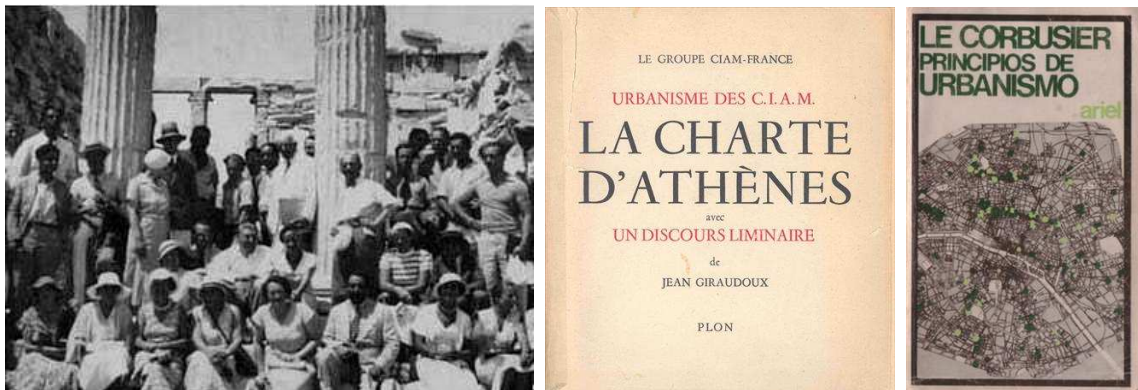 LE GROUPE CIAM-FRANCE
URBANISME DES C.I.A.M.
LA CHARTE
D'ATHÈNES
avec
UN DISCOURS LIMINAIRE
de
JEAN GIRAUDOUX
PLON
LE CORBUSIER
PRINCIPIOS DE
URBANISMO
ariel